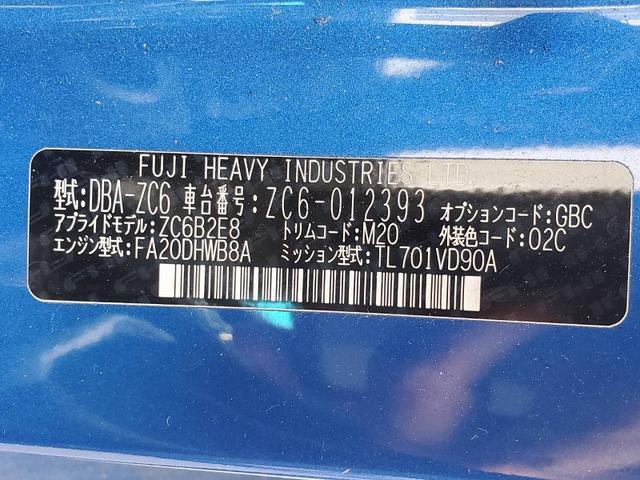 FUJI HEAVY INDUSTRIES LTD.
型式:DBA-ZC6 車台番号:ZC6-012393 オプションコード:GBC
アプライドモデル:ZC6B2E8 トリムコード:M20 外装色コード:02C
エンジン型式:FA20DHWB8A ミッション型式:TL701VD90A